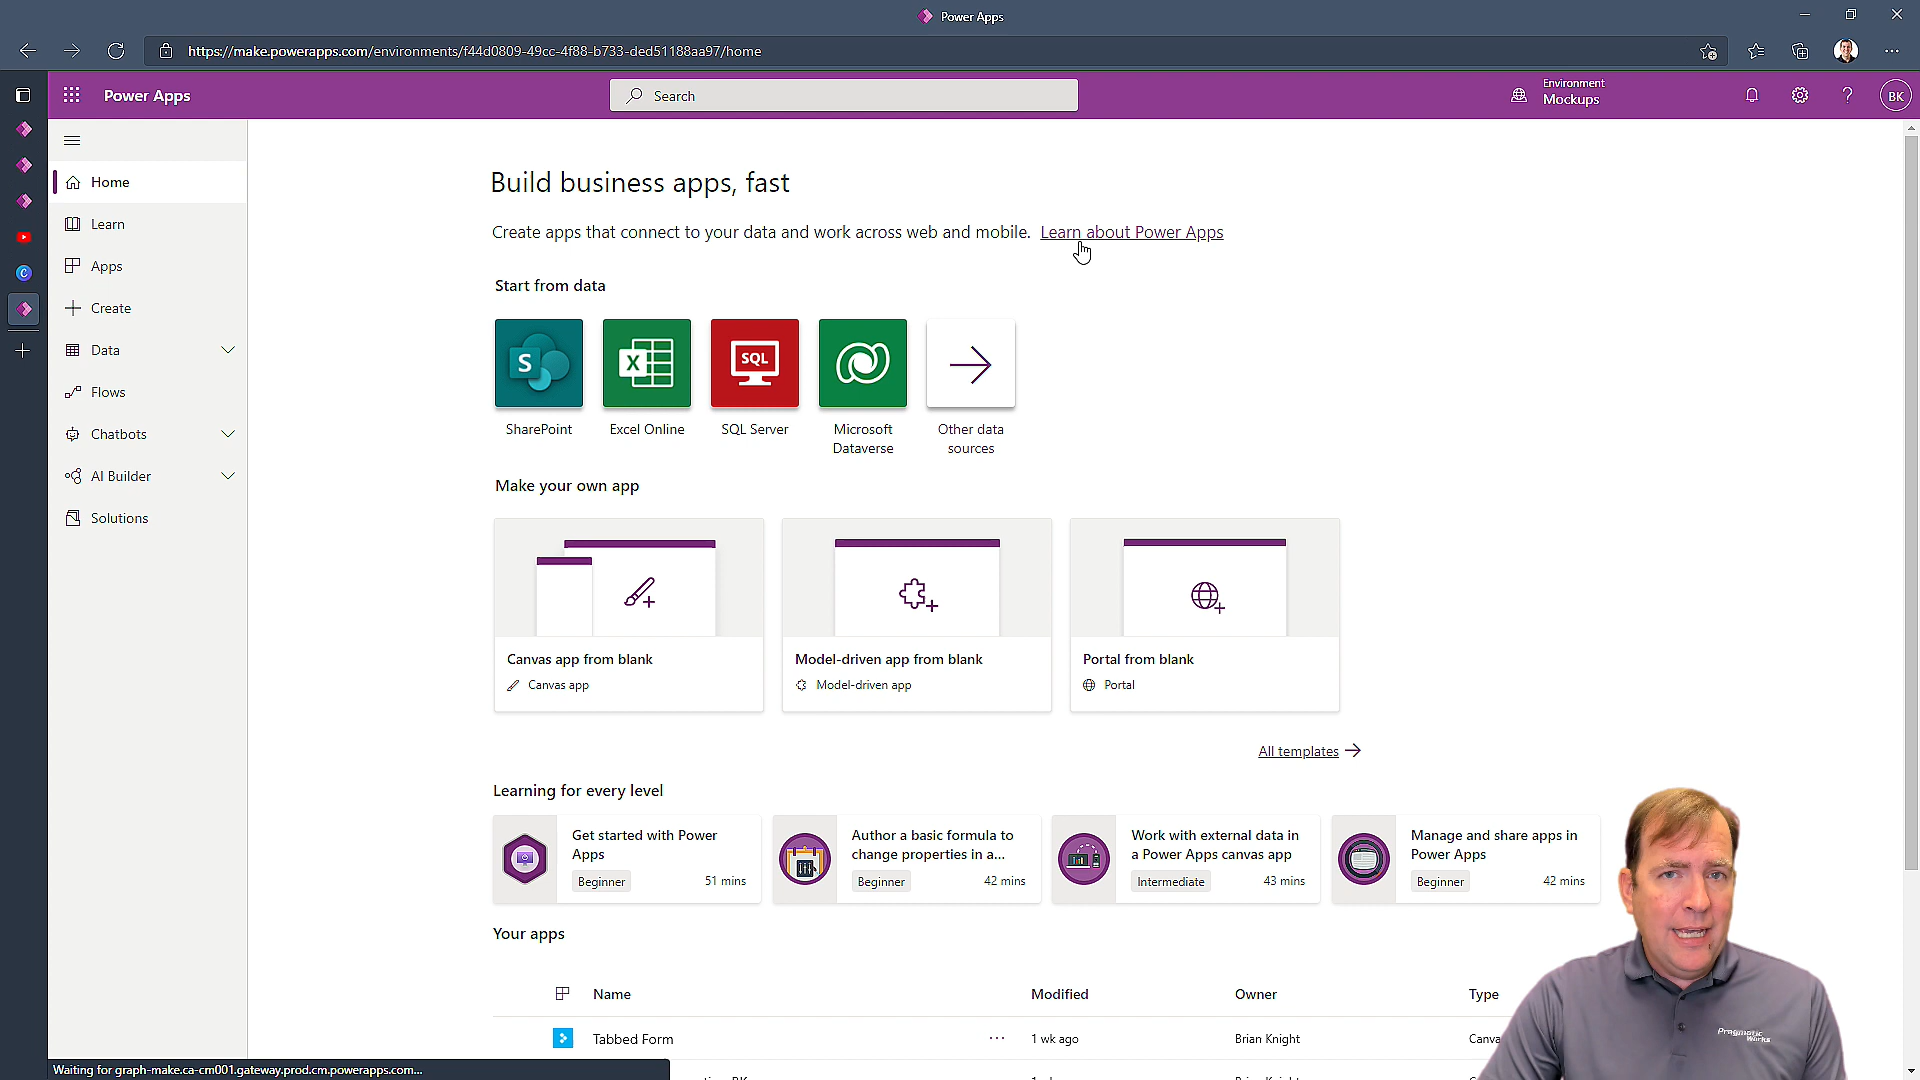 Power Apps
https://make.powerapps.com/environments/f44d0809-49cc-4f88-b733-ded51188aa97/home
Power Apps
Search
Environment
Mockups
?
BK
Home
Learn
Apps
Create
Data
Flows
Chatbots
AI Builder
Solutions
Build business apps, fast
Create apps that connect to your data and work across web and mobile. Learn about Power Apps
Start from data
S
X
SQL
SharePoint
Excel Online
SQL Server
Microsoft
Dataverse
Other data
sources
Make your own app
Canvas app from blank
Canvas app
Model-driven app from blank
Model-driven app
Portal from blank
Portal
All templates
Learning for every level
Get started with Power
Apps
Beginner 51 mins
Author a basic formula to
change properties in a...
Beginner 42 mins
Work with external data in
a Power Apps canvas app
Intermediate 43 mins
Manage and share apps in
Power Apps
Beginner 42 mins
Your apps
Name Modified Owner Type
Tabbed Form ... 1 wk ago Brian Knight Canva
Pragmatic
Works
Waiting for graph-make.ca-cm001.gateway.prod.cm.powerapps.com...